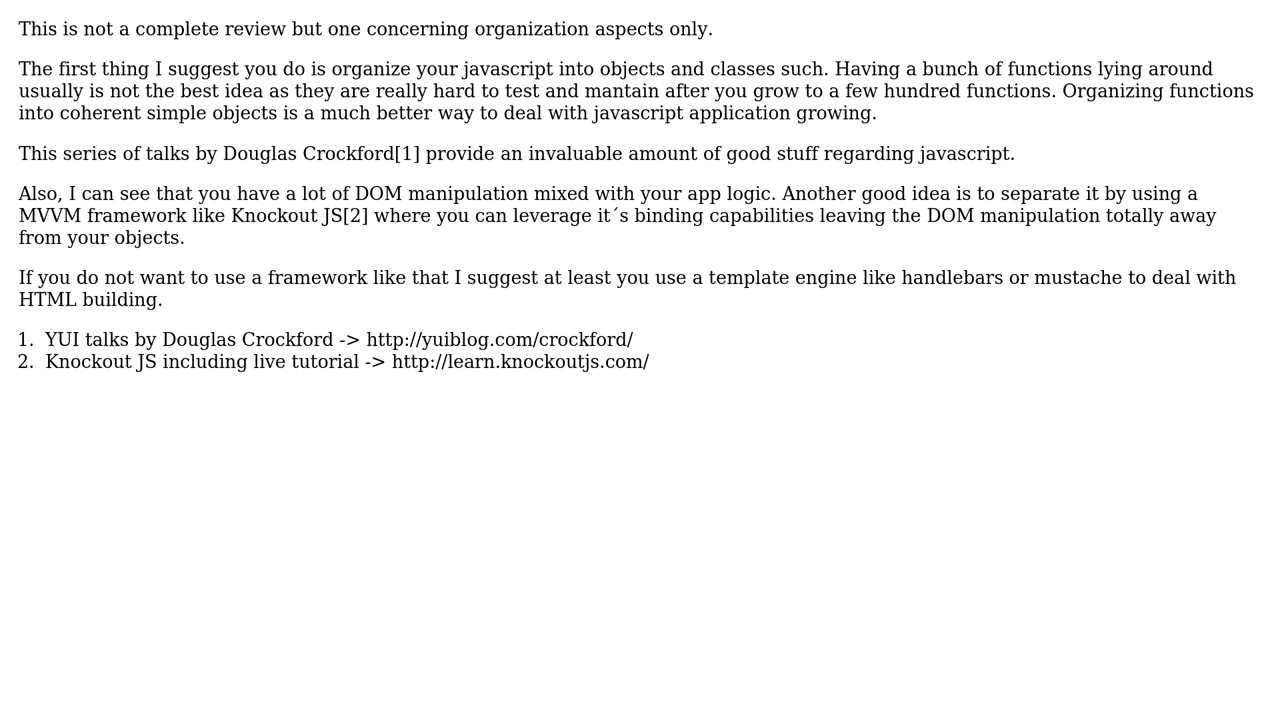 This is not a complete review but one concerning organization aspects only.
The first thing I suggest you do is organize your javascript into objects and classes such. Having a bunch of functions lying around
usually is not the best idea as they are really hard to test and mantain after you grow to a few hundred functions. Organizing functions
into coherent simple objects is a much better way to deal with javascript application growing.
This series of talks by Douglas Crockford[1] provide an invaluable amount of good stuff regarding javascript.
Also, I can see that you have a lot of DOM manipulation mixed with your app logic. Another good idea is to separate it by using a
MVVM framework like Knockout JS[2] where you can leverage it´s binding capabilities leaving the DOM manipulation totally away
from your objects.
If you do not want to use a framework like that I suggest at least you use a template engine like handlebars or mustache to deal with
HTML building.
1. YUI talks by Douglas Crockford -> http://yuiblog.com/crockford/
2. Knockout JS including live tutorial -> http://learn.knockoutjs.com/